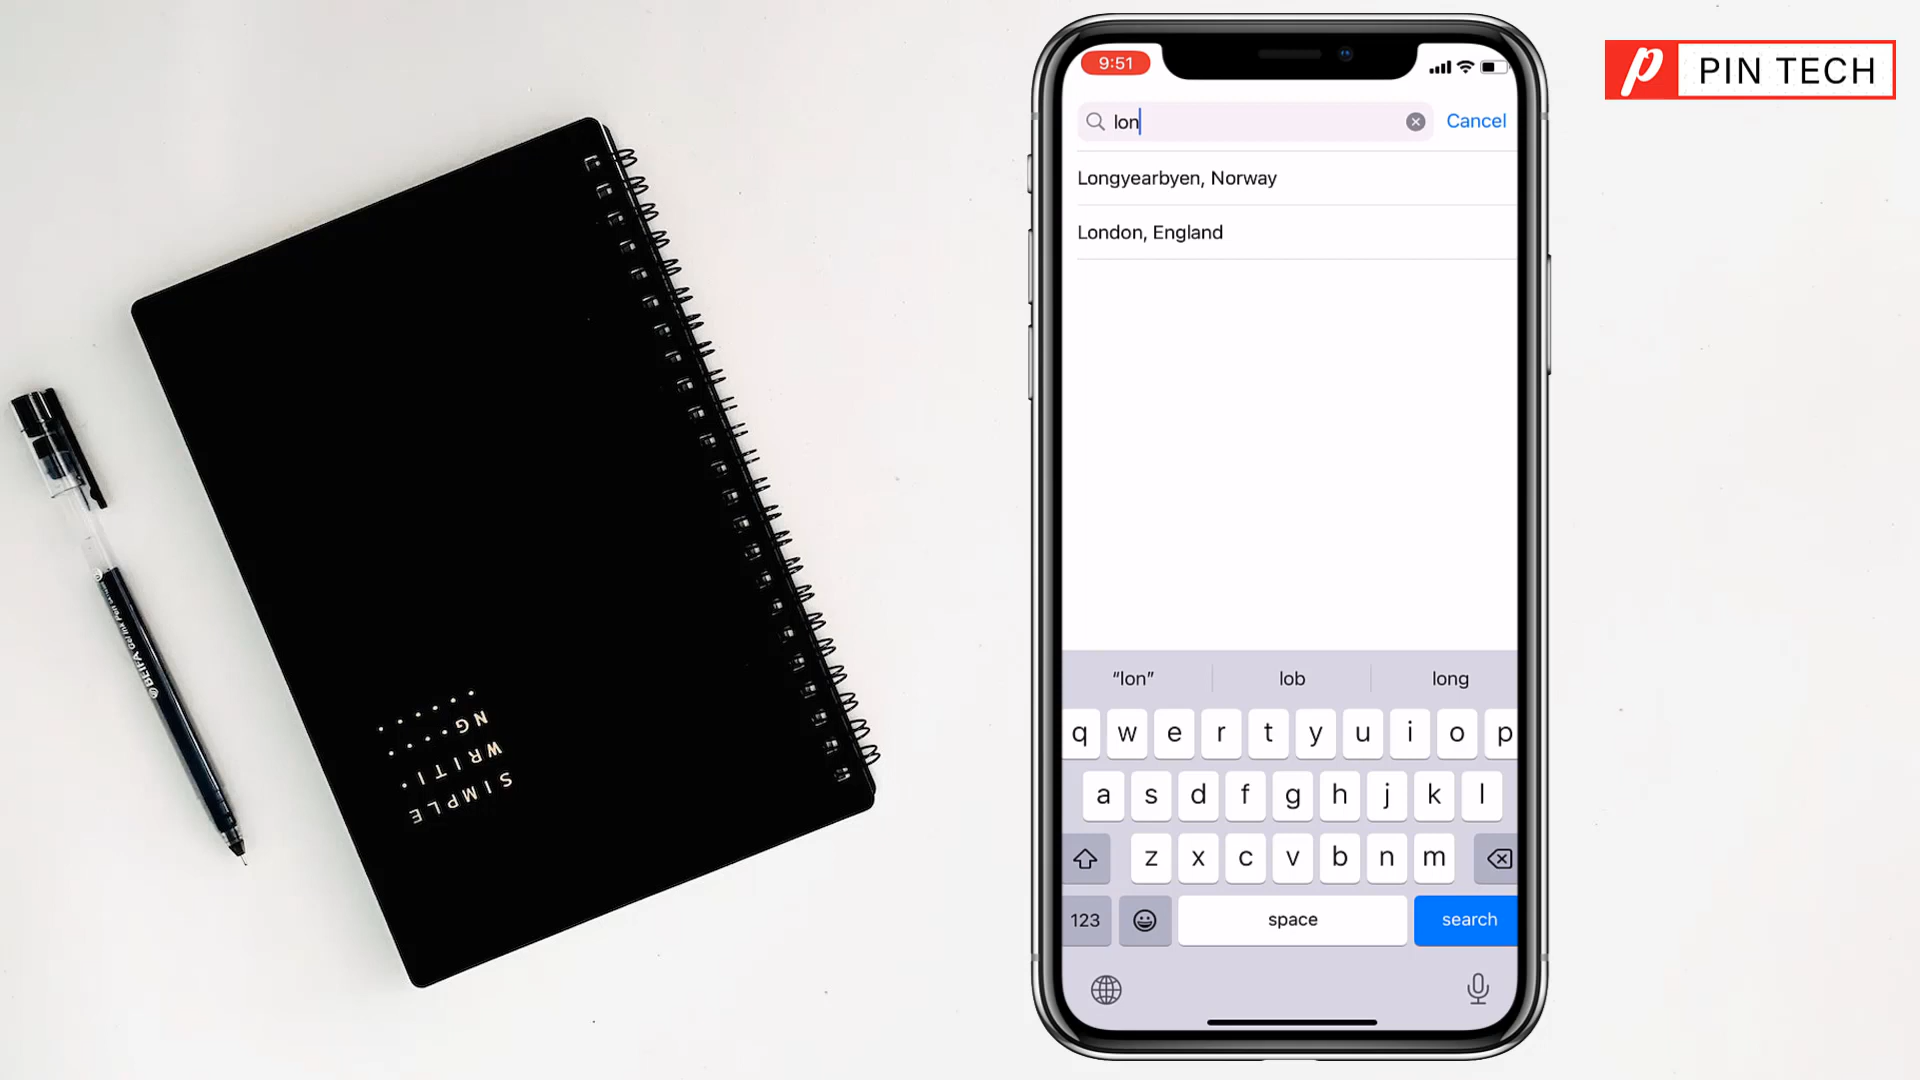 PIN TECH
9:51
lon
Cancel
Longyearbyen, Norway
London, England
“lon” lob long
q w e r t y u i o p
a s d f g h j k l
z x c v b n m
123 space search
SIMPLE
WRITI
NG